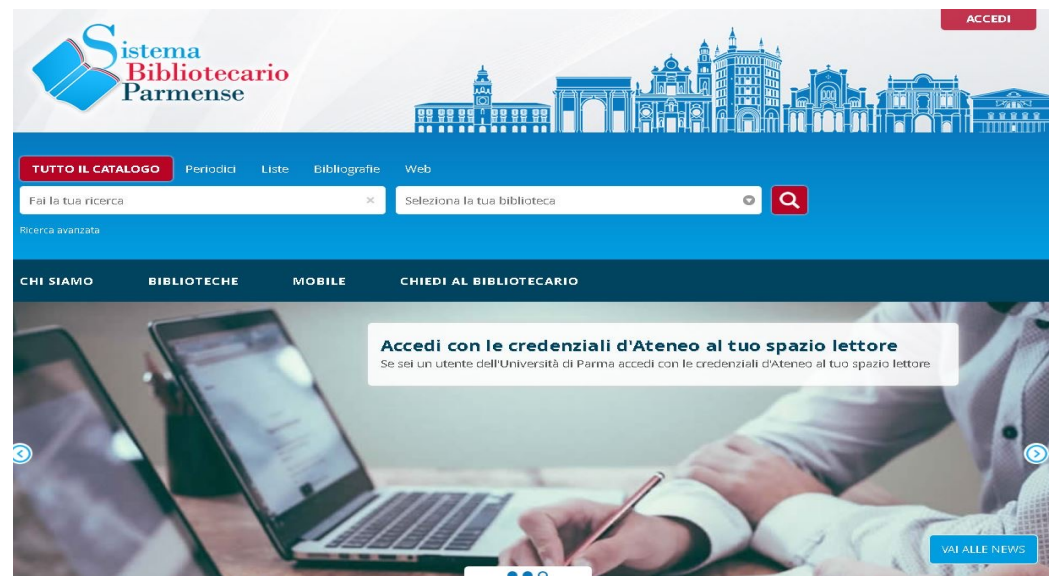 ACCEDI
Sistema
Bibliotecario
Parmense
TUTTO IL CATALOGO Periodici Liste Bibliografie Web
Fai la tua ricerca × Seleziona la tua biblioteca
Ricerca avanzata
CHI SIAMO BIBLIOTECHE MOBILE CHIEDI AL BIBLIOTECARIO
Accedi con le credenziali d'Ateneo al tuo spazio lettore
Se sei un utente dell'Università di Parma accedi con le credenziali d'Ateneo al tuo spazio lettore
VAI ALLE NEWS